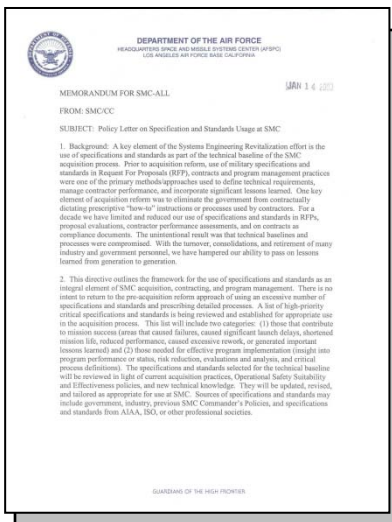 DEPARTMENT OF THE AIR FORCE
HEADQUARTERS SPACE AND MISSILE SYSTEMS CENTER (AFSPC)
LOS ANGELES AIR FORCE BASE CALIFORNIA
JAN 14
MEMORANDUM FOR SMC-ALL
FROM: SMC/CC
SUBJECT: Policy Letter on Specification and Standards Usage at SMC
1. Background: A key element of the Systems Engineering Revitalization effort is the
use of specifications and standards as part of the technical baseline of the SMC
acquisition process. Prior to acquisition reform, use of military specifications and
standards in Request For Proposals (RFP), contracts and program management practices
were one of the primary methods/approaches used to define technical requirements,
manage contractor performance, and incorporate significant lessons learned. One key
element of acquisition reform was to eliminate the government from contractually
dictating prescriptive "how-to" instructions or processes used by contractors. For a
decade we have limited and reduced our use of specifications and standards in RFPs,
proposal evaluations, contractor performance assessments, and on contracts as
compliance documents. The unintentional result was that technical baselines and
processes were compromised. With the turnover, consolidations, and retirement of many
industry and government personnel, we have hampered our ability to pass on lessons
learned from generation to generation.
2. This directive outlines the framework for the use of specifications and standards as an
integral element of SMC acquisition, contracting, and program management. There is no
intent to return to the pre-acquisition reform approach of using an excessive number of
specifications and standards and prescribing detailed processes. A list of high-priority
critical specifications and standards is being reviewed and established for appropriate use
in the acquisition process. This list will include two categories: (1) those that contribute
to mission success (areas that caused failures, caused significant launch delays, shortened
mission life, reduced performance, caused excessive rework, or generated important
lessons learned) and (2) those needed for effective program implementation (insight into
program performance or status, risk reduction, evaluations and analysis, and critical
process definitions). The specifications and standards selected for the technical baseline
will be reviewed in light of current acquisition practices, Operational Safety Suitability
and Effectiveness policies, and new technical knowledge. They will be updated, revised,
and tailored as appropriate for use at SMC. Sources of specifications and standards may
include government, industry, previous SMC Commander's Policies, and specifications
and standards from AIAA, ISO, or other professional societies.
GUARDIANS OF THE HIGH FRONTIER